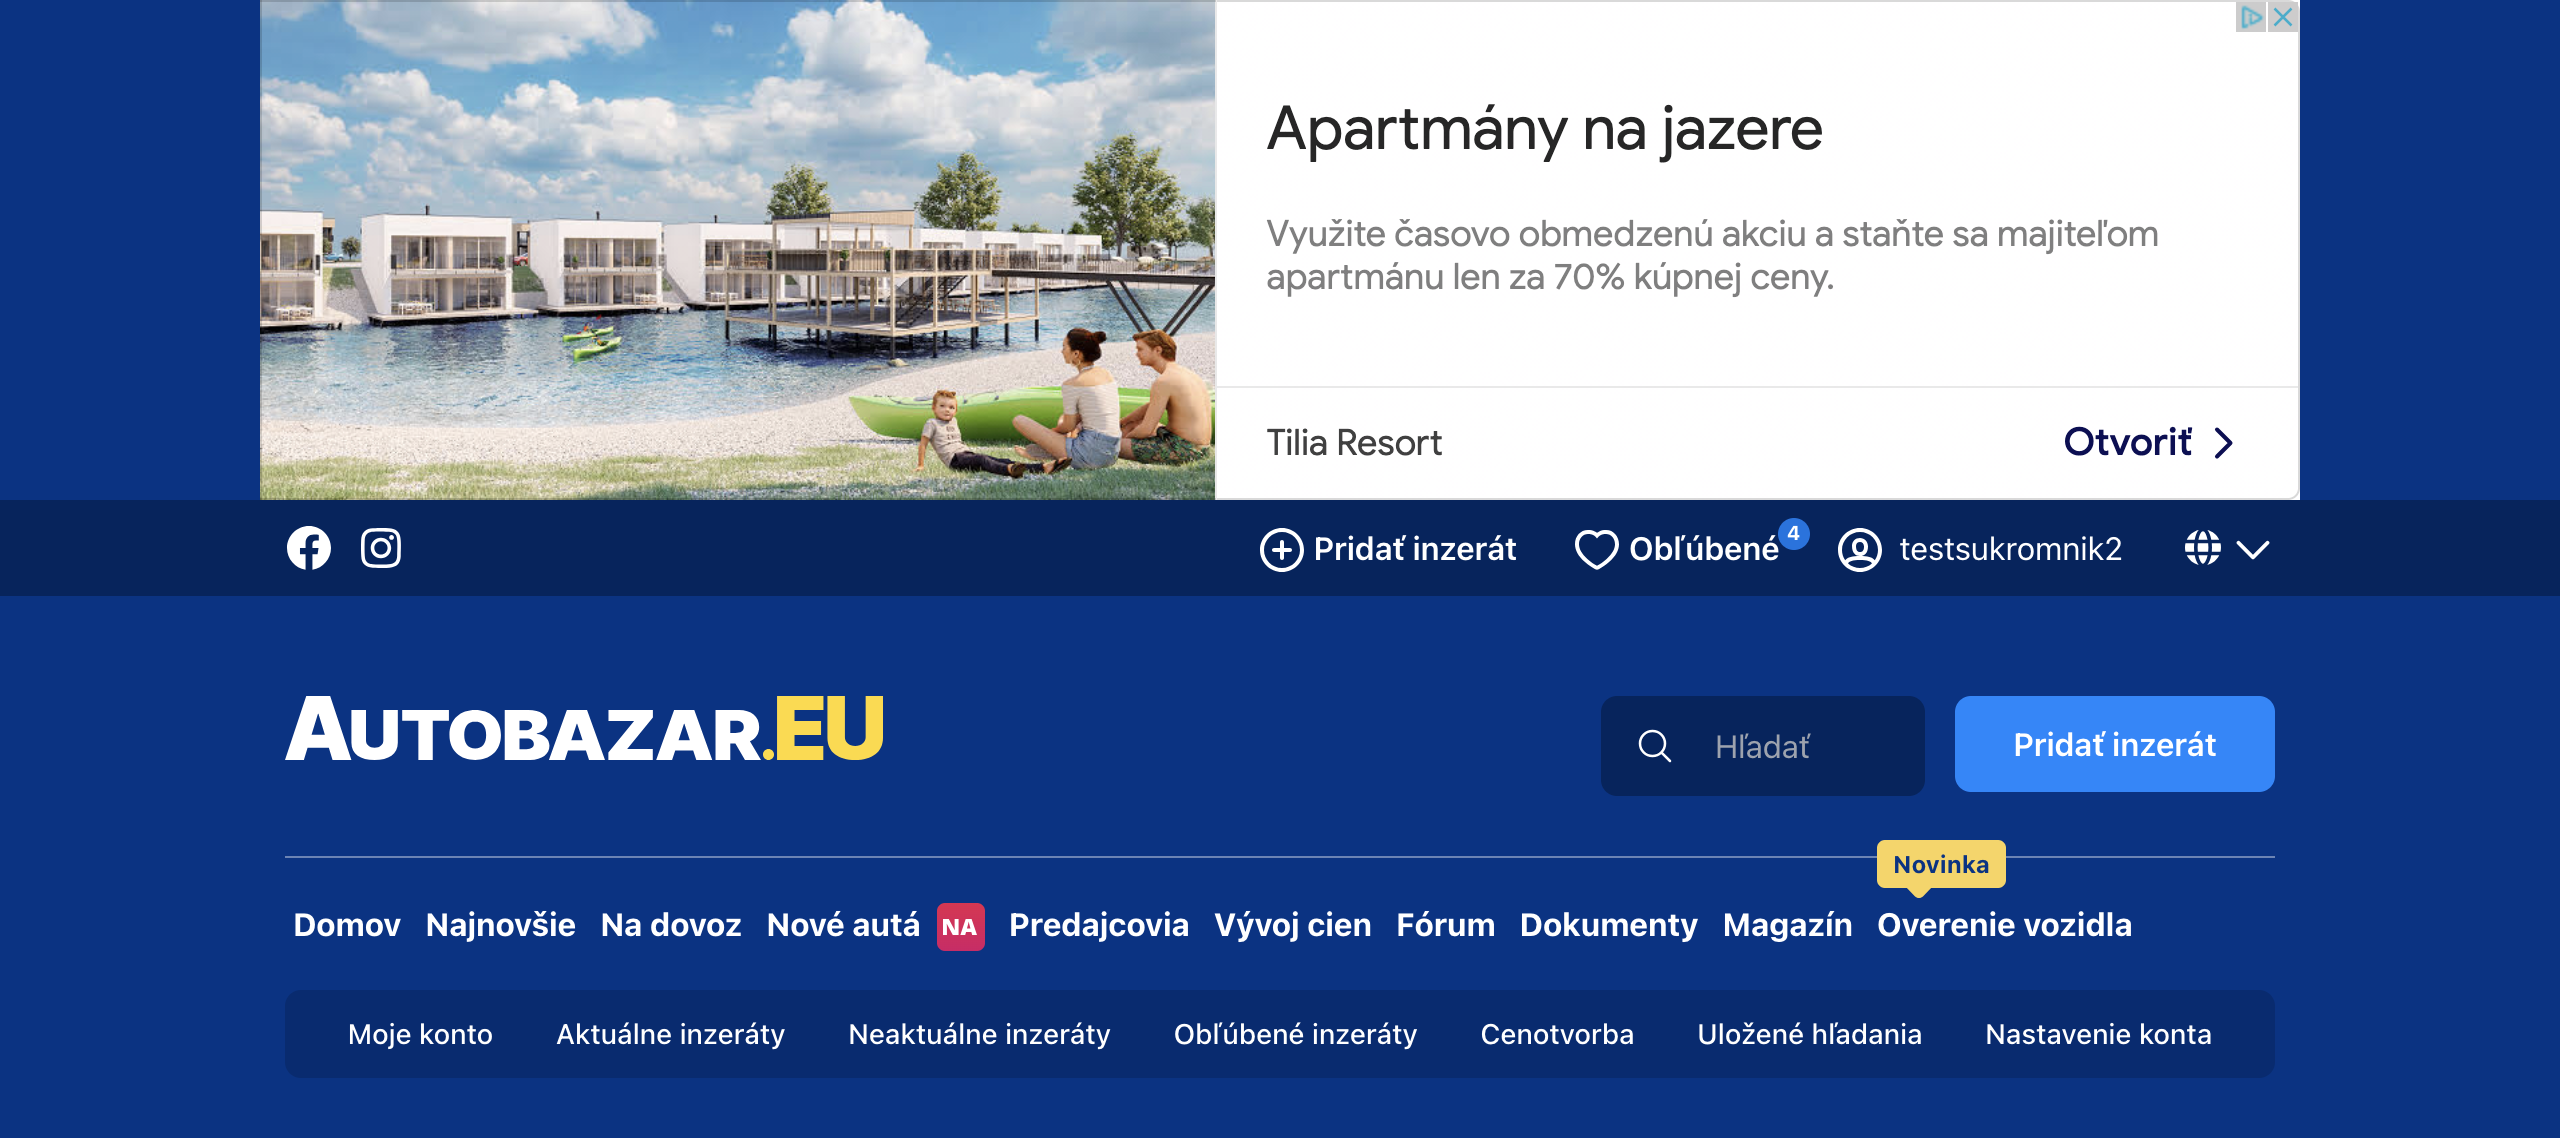 Apartmány na jazere
Využite časovo obmedzenú akciu a staňte sa majiteľom
apartmánu len za 70% kúpnej ceny.
Tilia Resort
Otvoriť
Pridať inzerát
Obľúbené
4
testsukromnik2
AUTOBAZAR.EU
Hľadať
Pridať inzerát
Novinka
Domov Najnovšie Na dovoz Nové autá NA Predajcovia Vývoj cien Fórum Dokumenty Magazín Overenie vozidla
Moje konto Aktuálne inzeráty Neaktuálne inzeráty Obľúbené inzeráty Cenotvorba Uložené hľadania Nastavenie konta